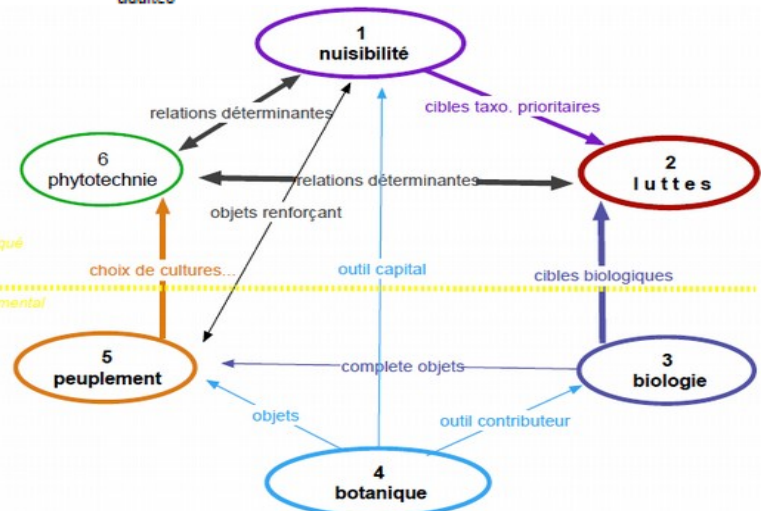 1
nuisibilité
relations déterminantes
cibles taxo. prioritaires
6
phytotechnie
relations déterminantes
2
luttes
objets renforçant
choix de cultures...
outil capital
cibles biologiques
5
peuplement
complete objets
3
biologie
objets
outil contributeur
4
botanique